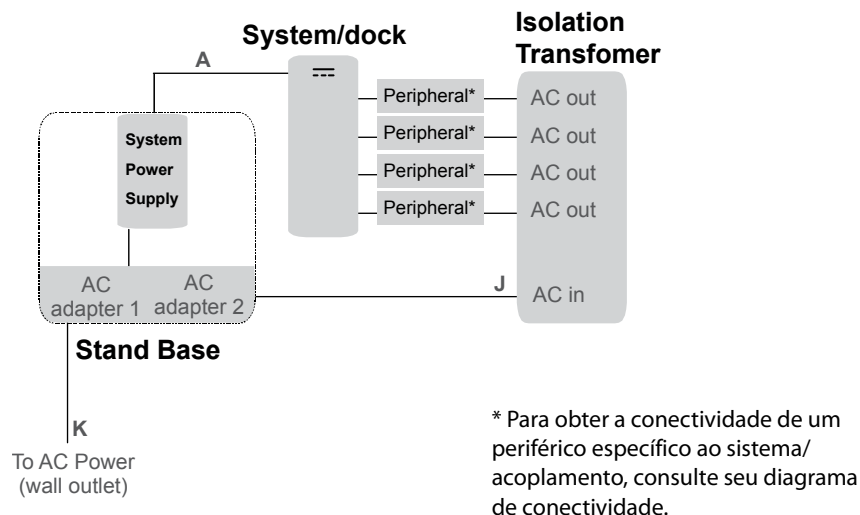 System/dock
Isolation
Transfomer
A
Peripheral*
AC out
Peripheral*
AC out
Peripheral*
AC out
Peripheral*
AC out
System
Power
Supply
AC
adapter 1
AC
adapter 2
J
AC in
Stand Base
K
To AC Power
(wall outlet)
* Para obter a conectividade de um
periférico específico ao sistema/
acoplamento, consulte seu diagrama
de conectividade.